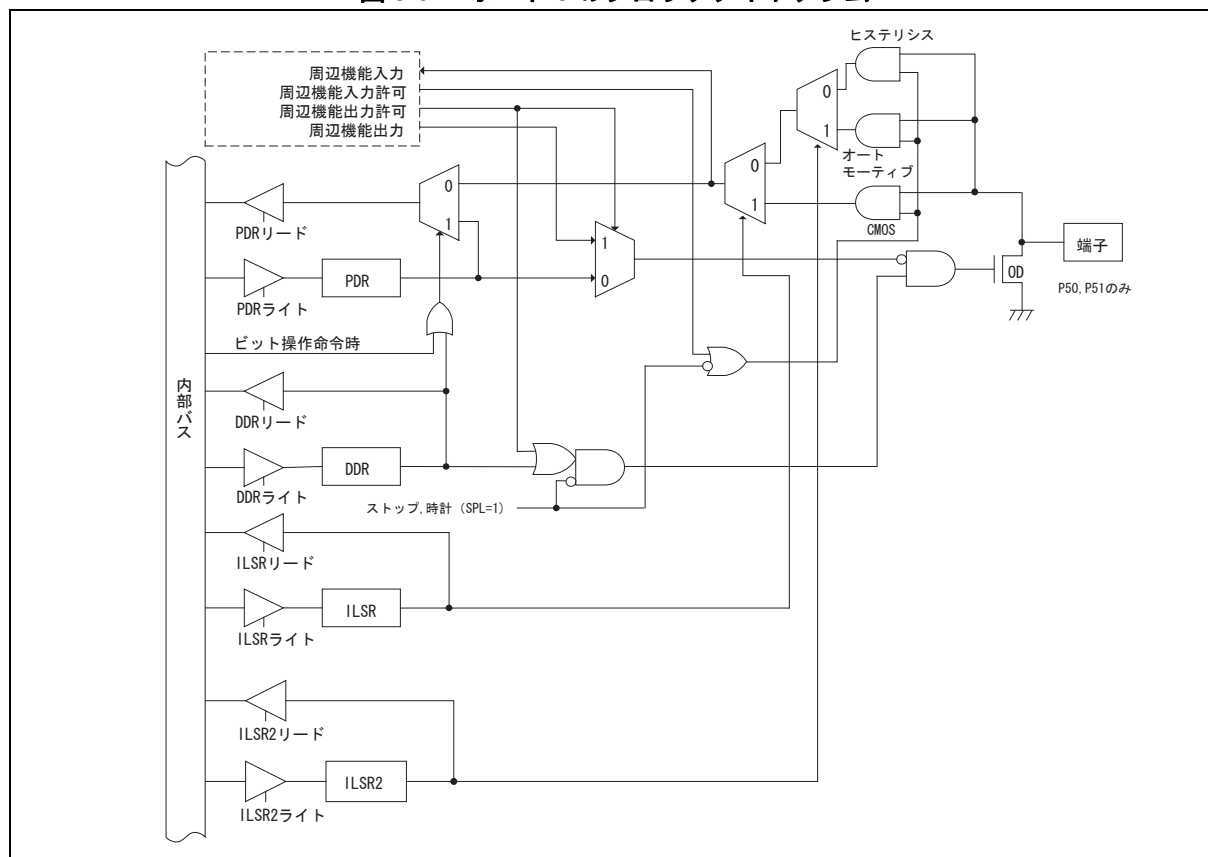 ヒステリシス
周辺機能入力
周辺機能入力許可
周辺機能出力許可
周辺機能出力
0
1
オート
モーティブ
0
1
CMOS
0
1
PDRリード
1
0
端子
OD
P50, P51のみ
PDRライト
PDR
ビット操作命令時
内部バス
DDRリード
DDR
DDRライト
ストップ, 時計 (SPL=1)
ILSRリード
ILSR
ILSRライト
ILSR2リード
ILSR2
ILSR2ライト